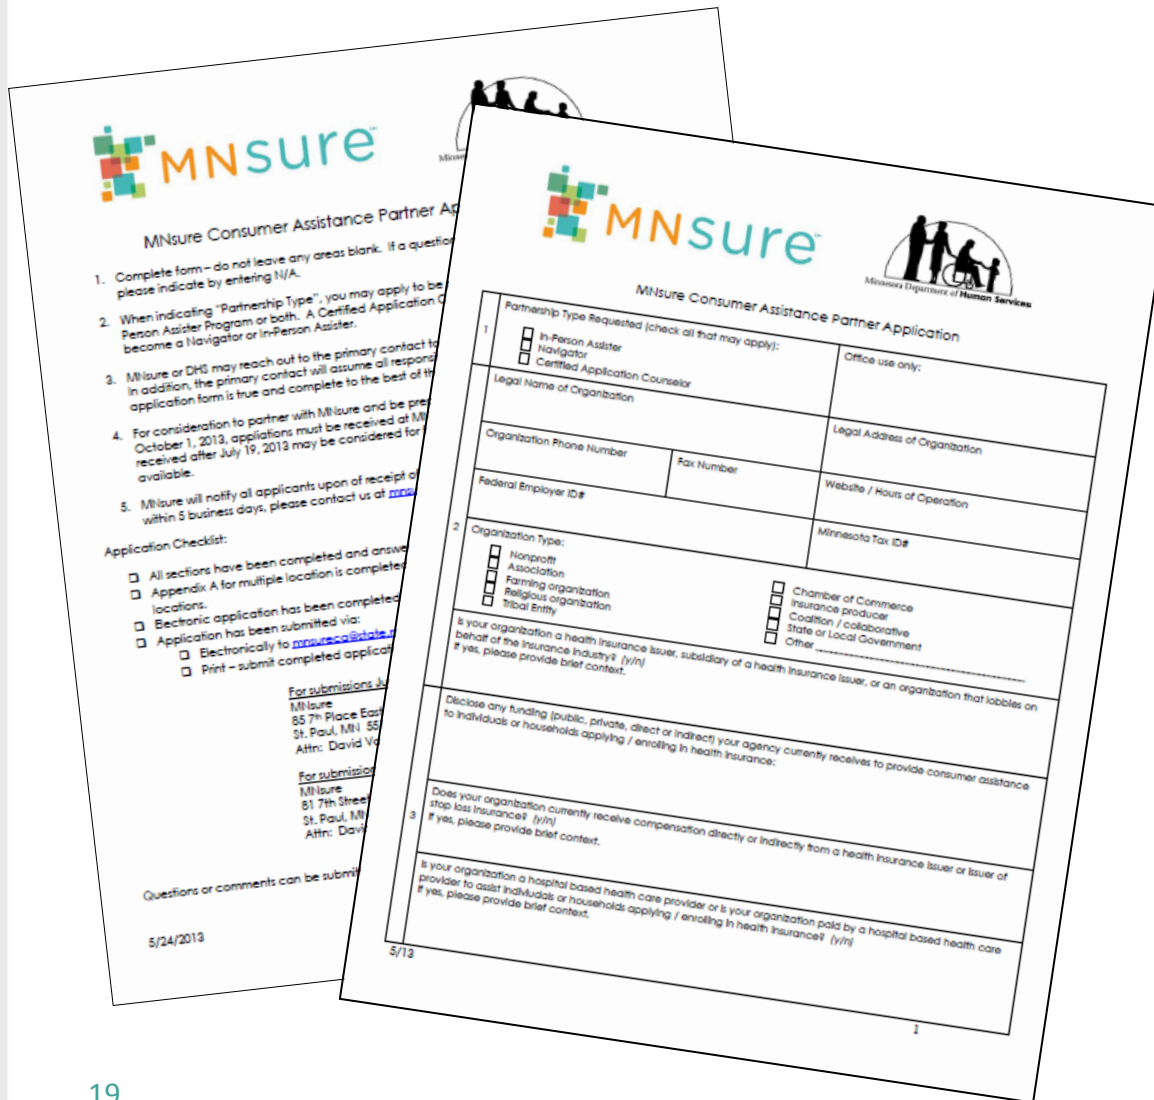 MNsure
MNsure Consumer Assistance Partner Ap
1. Complete form – do not leave any areas blank. If a question
please indicate by entering N/A.
2. When indicating "Partnership Type", you may apply to be
Person Assister Program or both. A Certified Application C
become a Navigator or In-Person Assister.
3. MNsure or DHS may reach out to the primary contact to
In addition, the primary contact will assume all respons
application form is true and complete to the best of th
4. For consideration to partner with MNsure and be pre
October 1, 2013, appliations must be received at MN
received after July 19, 2013 may be considered for
available.
5. MNsure will notify all applicants upon of receipt of
within 5 business days, please contact us at mnsu
Application Checklist:
All sections have been completed and answe
Appendix A for multiple location is completed
locations.
Electronic application has been completed
Application has been submitted via:
Electronically to mnsureca@state.m
Print – submit completed applicat
For submissions Ju
MNsure
85 7th Place East
St. Paul, MN 55
Attn: David Va
For submission
MNsure
81 7th Street
St. Paul, MN
Attn: Davi
Questions or comments can be submit
5/24/2013
MNsure
Minnesota Department of Human Services
MNsure Consumer Assistance Partner Application
1
Partnership Type Requested (check all that may apply):
In-Person Assister
Navigator
Certified Application Counselor
Office use only:
Legal Name of Organization
Legal Address of Organization
Organization Phone Number
Fax Number
Website / Hours of Operation
Federal Employer ID#
Minnesota Tax ID#
2
Organization Type:
Nonprofit
Association
Farming organization
Religious organization
Tribal Entity
Chamber of Commerce
Insurance producer
Coalition / collaborative
State or Local Government
Other
Is your organization a health insurance issuer, subsidiary of a health insurance issuer, or an organization that lobbies on
behalf of the insurance industry? (y/n)
If yes, please provide brief context.
Disclose any funding (public, private, direct or indirect) your agency currently receives to provide consumer assistance
to individuals or households applying / enrolling in health insurance:
3
Does your organization currently receive compensation directly or indirectly from a health insurance issuer or issuer of
stop loss insurance? (y/n)
If yes, please provide brief context.
Is your organization a hospital based health care provider or is your organization paid by a hospital based health care
provider to assist individuals or households applying / enrolling in health insurance? (y/n)
If yes, please provide brief context.
5/13
1
19